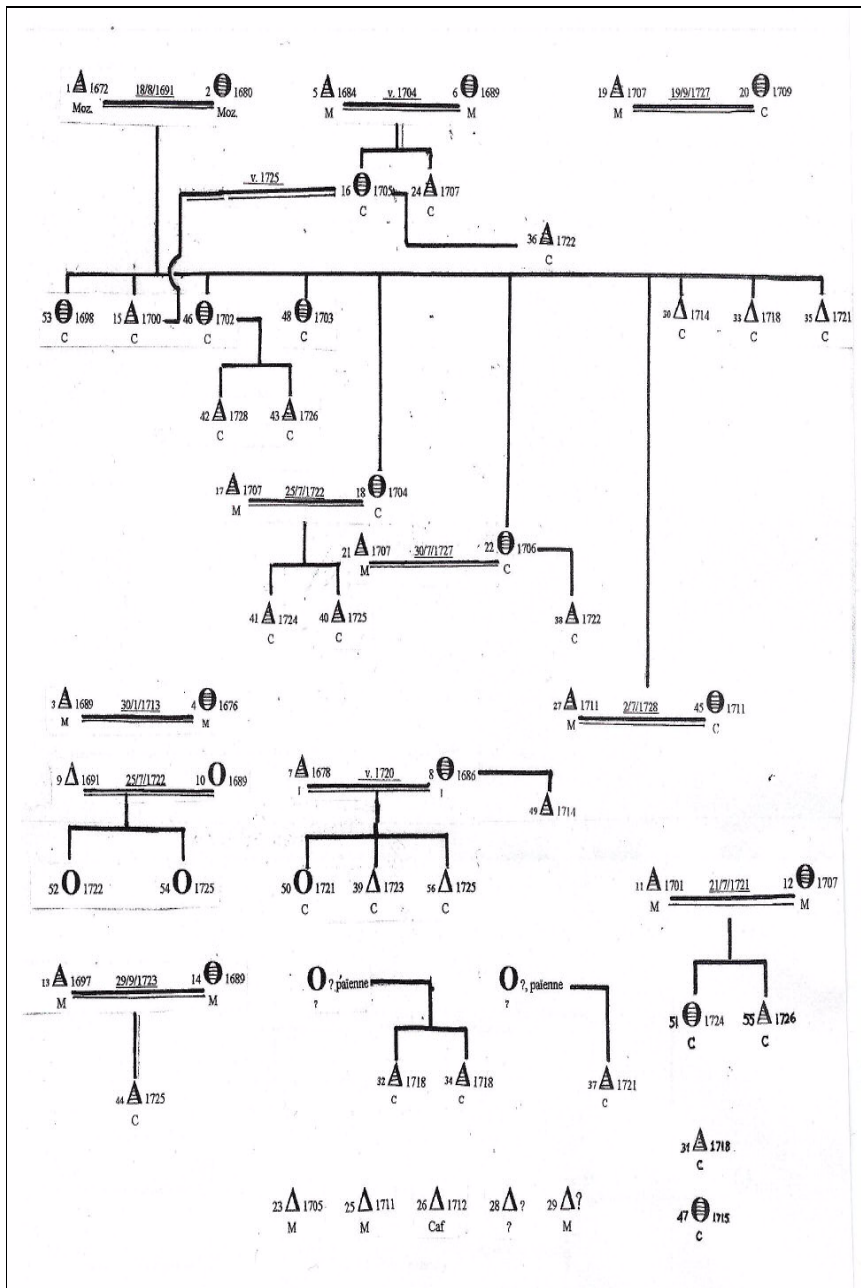 1 1672 18/8/1691 2 1680 5 1684 v. 1704 6 1689 19 1707 19/9/1727 20 1709
Moz. Moz. M M M C
v. 1725 16 1705 24 1707
C C
36 1722
C
53 1698 15 1700 46 1702 48 1703 30 1714 33 1718 35 1721
C C C C C C C
42 1728 43 1726
C C
17 1707 25/7/1722 18 1704
M C
21 1707 30/7/1727 22 1706
M C
41 1724 40 1725 38 1722
C C C
3 1689 30/1/1713 4 1676 27 1711 2/7/1728 45 1711
M M M C
9 1691 25/7/1722 10 1689 7 1678 v. 1720 8 1686
I I
49 1714
52 1722 54 1725 50 1721 39 1723 56 1725
C C C
11 1701 21/7/1721 12 1707
M M
13 1697 29/9/1723 14 1689 ? païenne ?, païenne
M M ? ?
51 1724 55 1726
C C
32 1718 34 1718 37 1721
C C C
44 1725
C
31 1718
C
23 1705 25 1711 26 1712 28 ? 29 ?
M M Caf ? M
47 1715
C